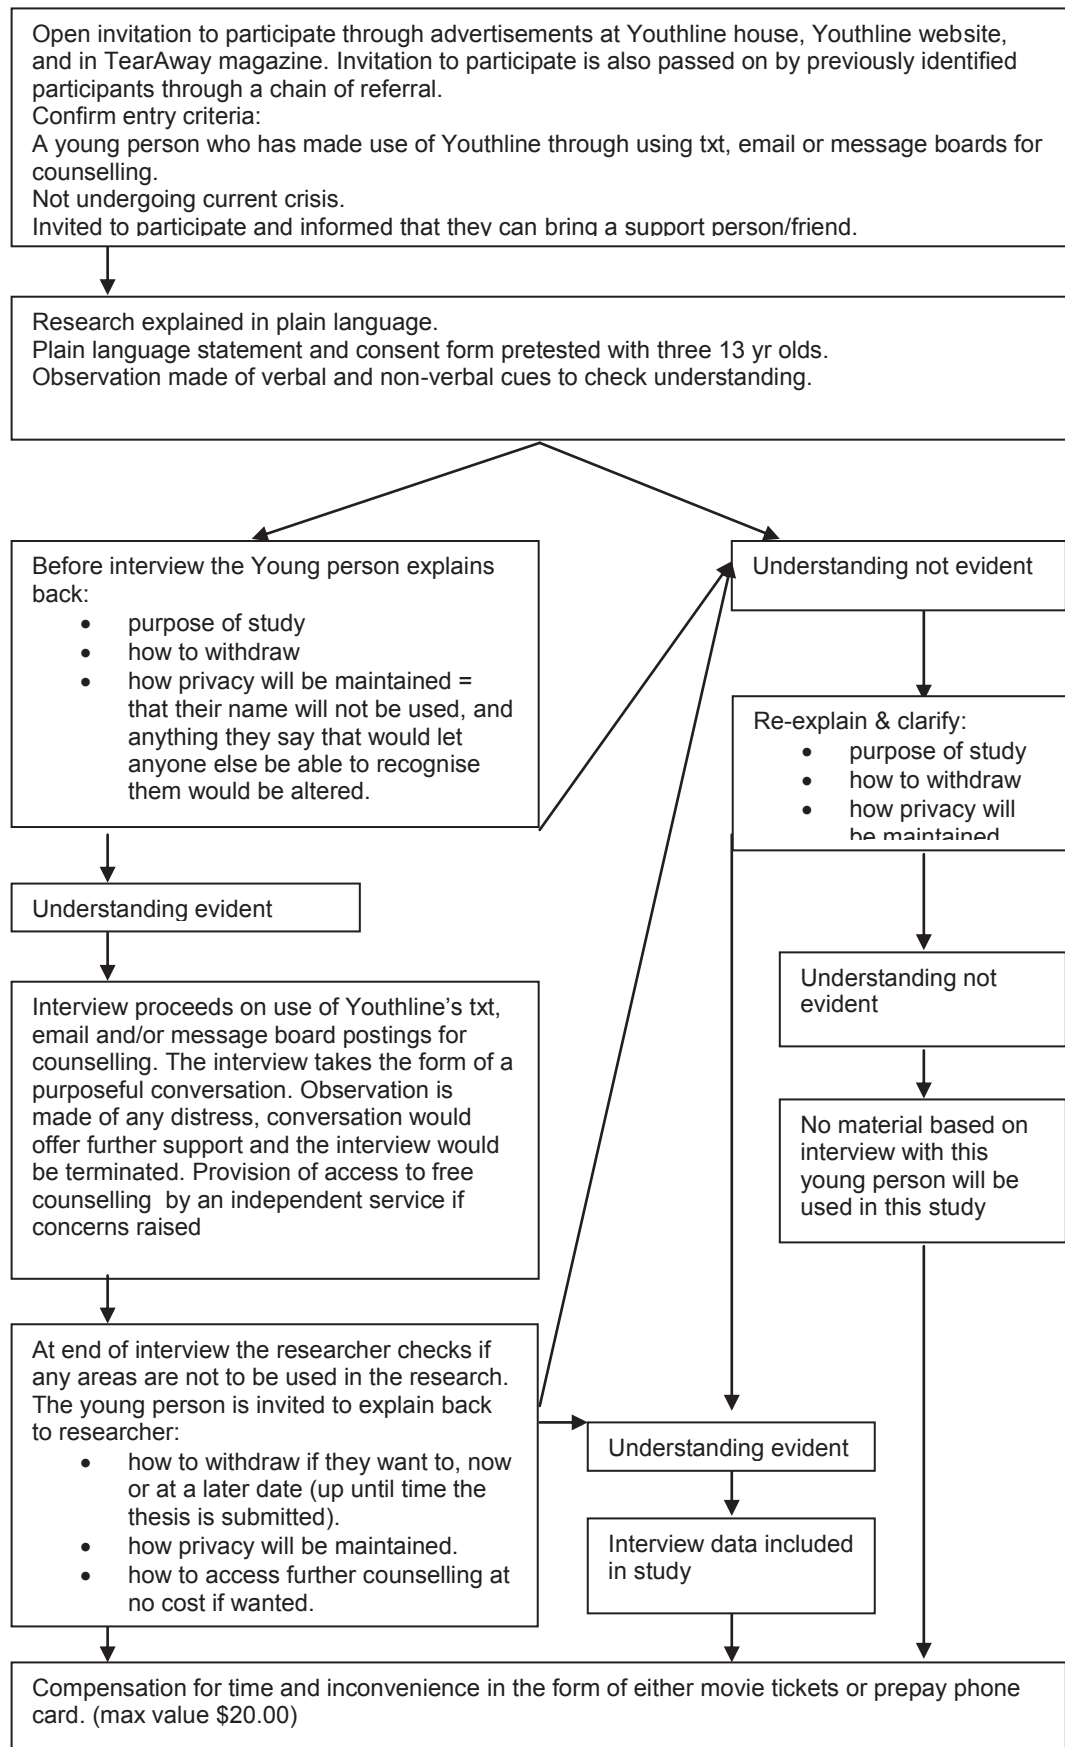 Open invitation to participate through advertisements at Youthline house, Youthline website,
and in TearAway magazine. Invitation to participate is also passed on by previously identified
participants through a chain of referral.
Confirm entry criteria:
A young person who has made use of Youthline through using txt, email or message boards for
counselling.
Not undergoing current crisis.
Invited to participate and informed that they can bring a support person/friend.
Research explained in plain language.
Plain language statement and consent form pretested with three 13 yr olds.
Observation made of verbal and non-verbal cues to check understanding.
Before interview the Young person explains
back:
• purpose of study
• how to withdraw
• how privacy will be maintained =
that their name will not be used, and
anything they say that would let
anyone else be able to recognise
them would be altered.
Understanding not evident
Re-explain & clarify:
• purpose of study
• how to withdraw
• how privacy will
be maintained
Understanding evident
Interview proceeds on use of Youthline's txt,
email and/or message board postings for
counselling. The interview takes the form of a
purposeful conversation. Observation is
made of any distress, conversation would
offer further support and the interview would
be terminated. Provision of access to free
counselling by an independent service if
concerns raised
Understanding not
evident
No material based on
interview with this
young person will be
used in this study
At end of interview the researcher checks if
any areas are not to be used in the research.
The young person is invited to explain back
to researcher:
• how to withdraw if they want to, now
or at a later date (up until time the
thesis is submitted).
• how privacy will be maintained.
• how to access further counselling at
no cost if wanted.
Understanding evident
Interview data included
in study
Compensation for time and inconvenience in the form of either movie tickets or prepay phone
card. (max value $20.00)